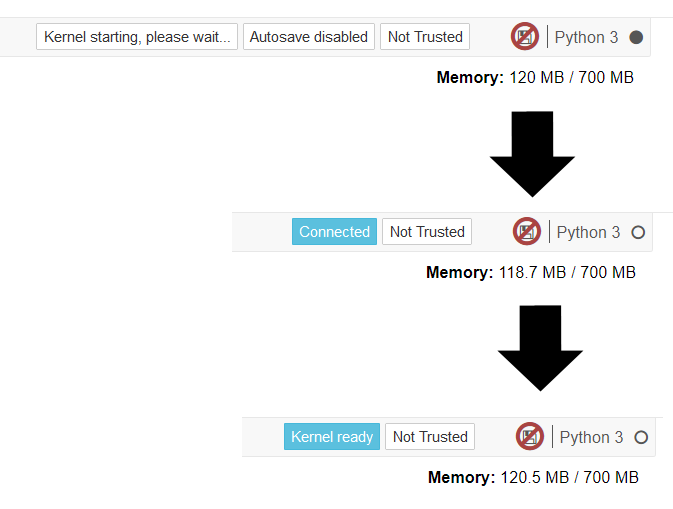 Kernel starting, please wait... Autosave disabled Not Trusted Python 3
Memory: 120 MB / 700 MB
Connected Not Trusted Python 3
Memory: 118.7 MB / 700 MB
Kernel ready Not Trusted Python 3
Memory: 120.5 MB / 700 MB